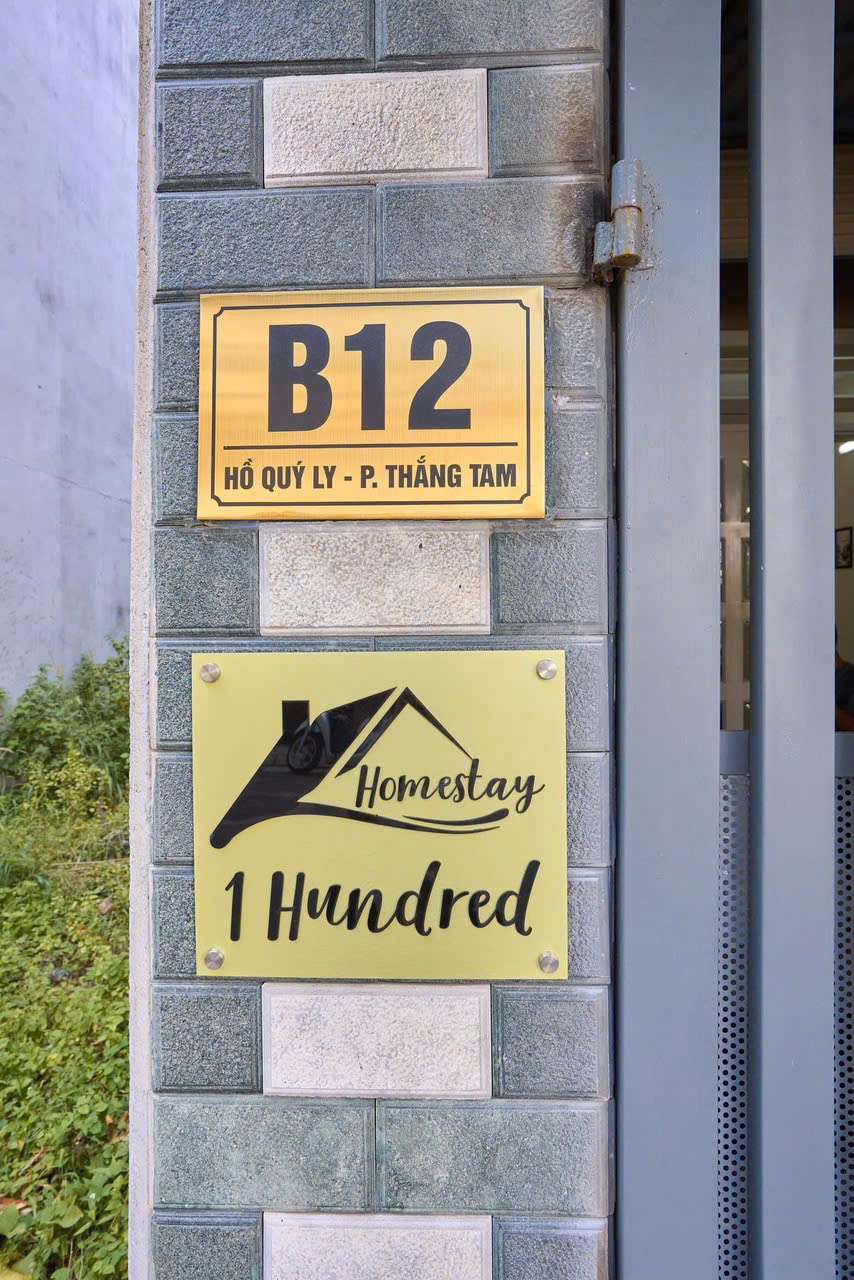 B12
HỒ QUÝ LY - P. THẮNG TAM
Homestay
1 Hundred